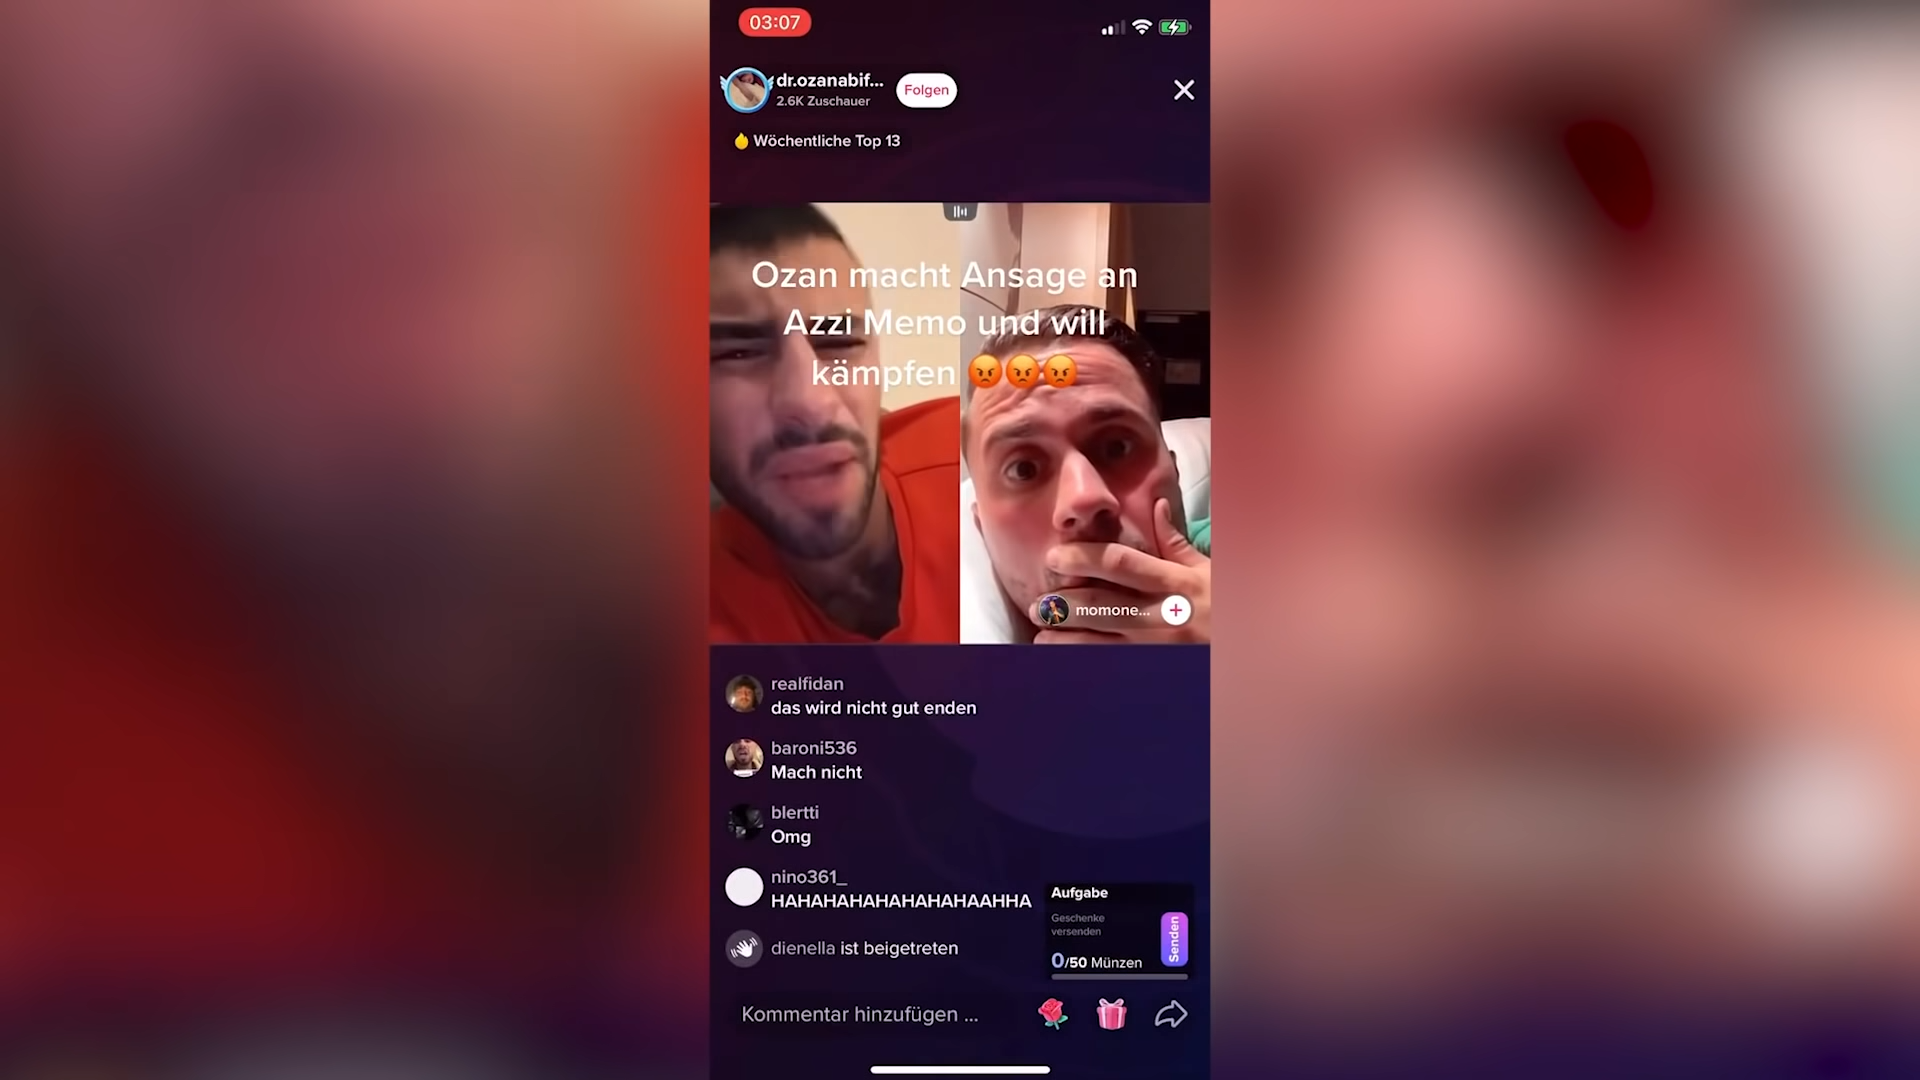 03:07
dr.ozanabif...
2.6K Zuschauer
Folgen
Wöchentliche Top 13
Ozan macht Ansage an
Azzi Memo und will
kämpfen 😡😡😡
momone...
realfidan
das wird nicht gut enden
baroni536
Mach nicht
blertti
Omg
nino361_
HAHAHAHAHAHAHAHAAHHA
dienella ist beigetreten
Aufgabe
Geschenke
versenden
0/50 Münzen
Senden
Kommentar hinzufügen ...